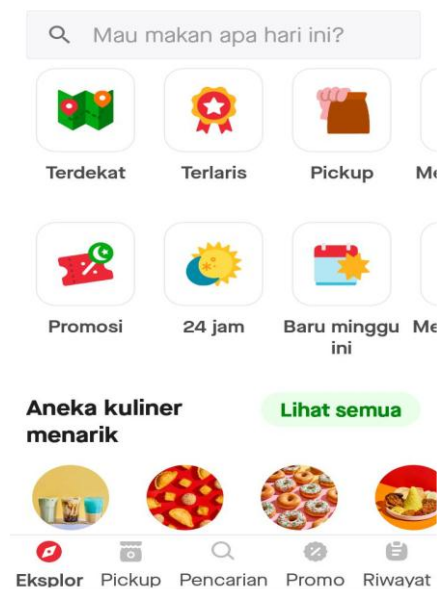 Mau makan apa hari ini?
Terdekat Terlaris Pickup
Promosi 24 jam Baru minggu
ini
Aneka kuliner Lihat semua
menarik
Eksplor Pickup Pencarian Promo Riwayat